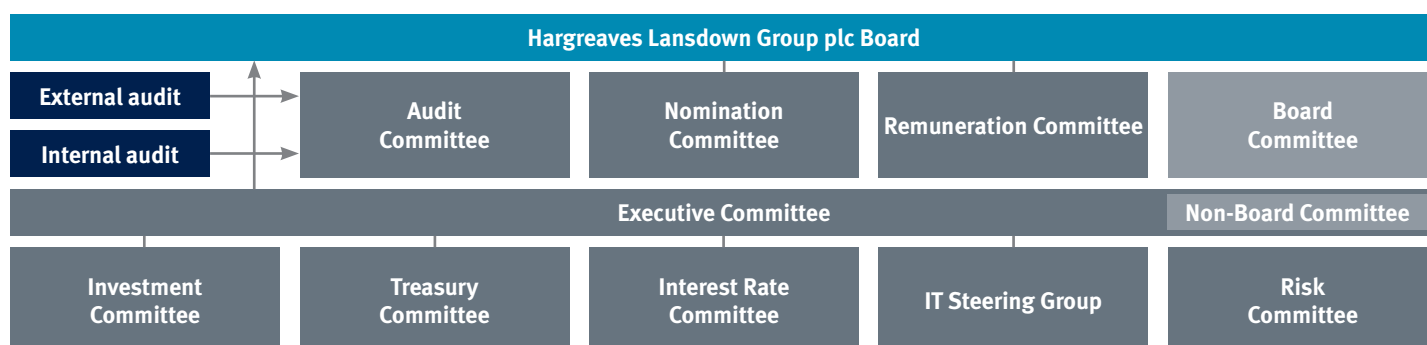 Hargreaves Lansdown Group plc Board
External audit
Internal audit
Audit
Committee
Nomination
Committee
Remuneration Committee
Board
Committee
Executive Committee
Non-Board Committee
Investment
Committee
Treasury
Committee
Interest Rate
Committee
IT Steering Group
Risk
Committee